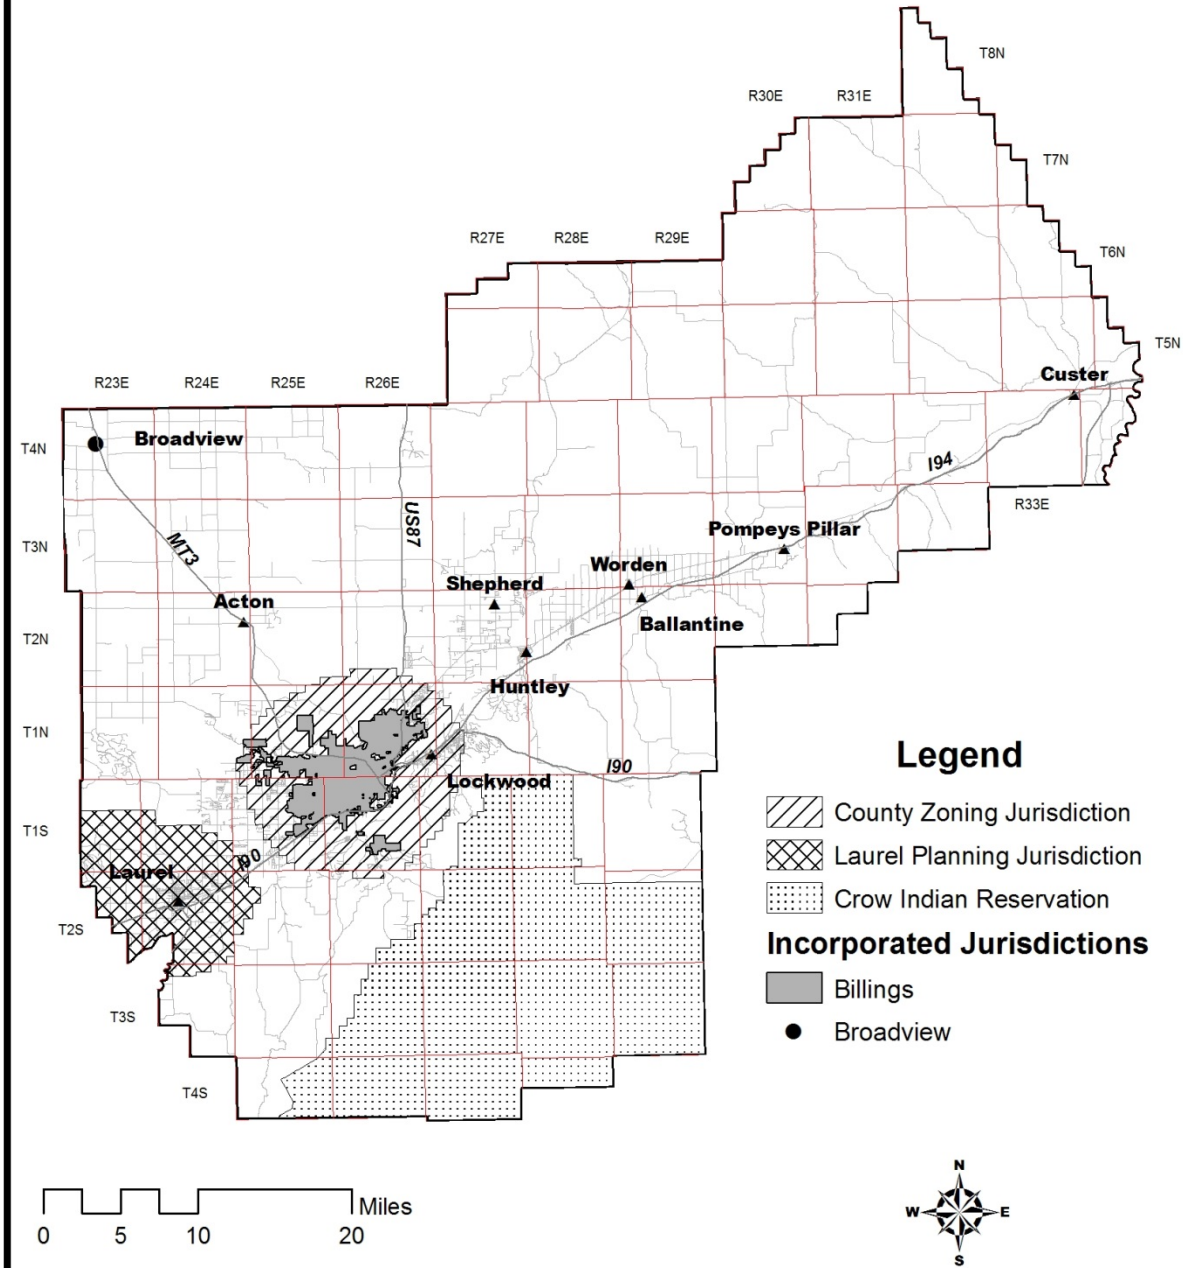 T8N
R30E
R31E
T7N
R27E
R28E
R29E
T6N
T5N
R23E
R24E
R25E
R26E
Custer
T4N
Broadview
I94
R33E
US87
Pompeys Pillar
T3N
MT3
Worden
Shepherd
Acton
Ballantine
T2N
Huntley
T1N
Lockwood
I90
Legend
County Zoning Jurisdiction
T1S
I90
Laurel Planning Jurisdiction
Laurel
Crow Indian Reservation
T2S
Incorporated Jurisdictions
Billings
T3S
Broadview
T4S
N
W
E
S
Miles
0
5
10
20